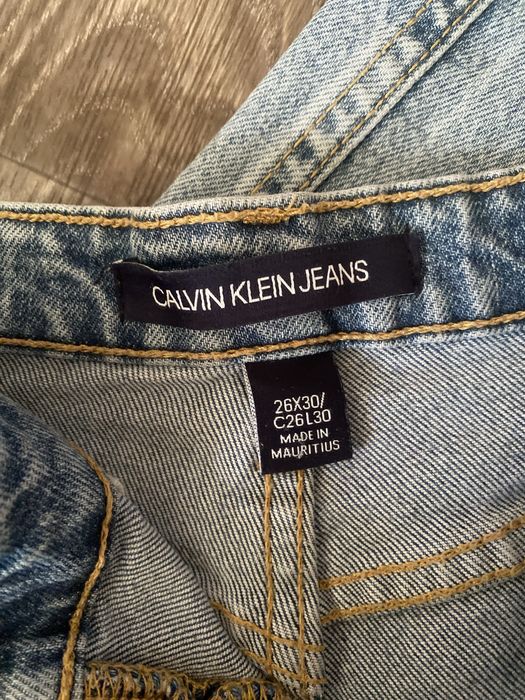 CALVIN KLEIN JEANS
26X30/
C26L30
MADE IN
MAURITIUS